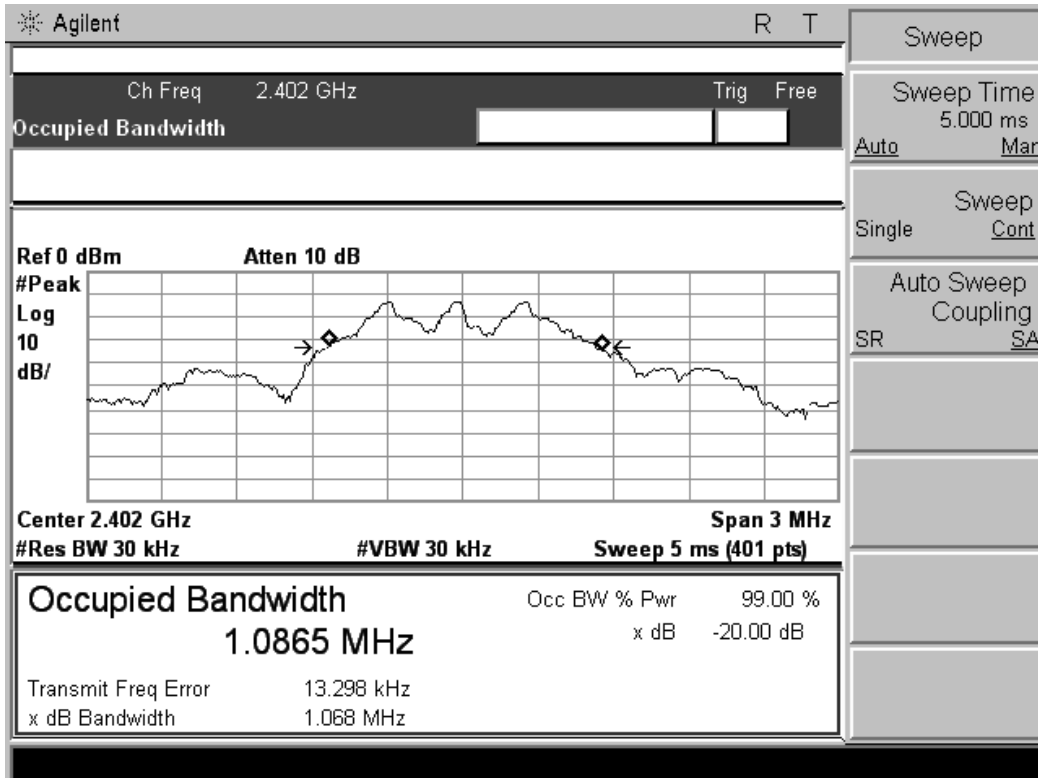 Agilent R T
Ch Freq 2.402 GHz Trig Free
Occupied Bandwidth
Ref 0 dBm Atten 10 dB
#Peak
Log
10
dB/
Center 2.402 GHz Span 3 MHz
#Res BW 30 kHz #VBW 30 kHz Sweep 5 ms (401 pts)
Occupied Bandwidth Occ BW % Pwr 99.00 %
1.0865 MHz x dB -20.00 dB
Transmit Freq Error 13.298 kHz
x dB Bandwidth 1.068 MHz
Sweep
Sweep Time
5.000 ms
Auto Man
Sweep
Single Cont
Auto Sweep
Coupling
SR SA